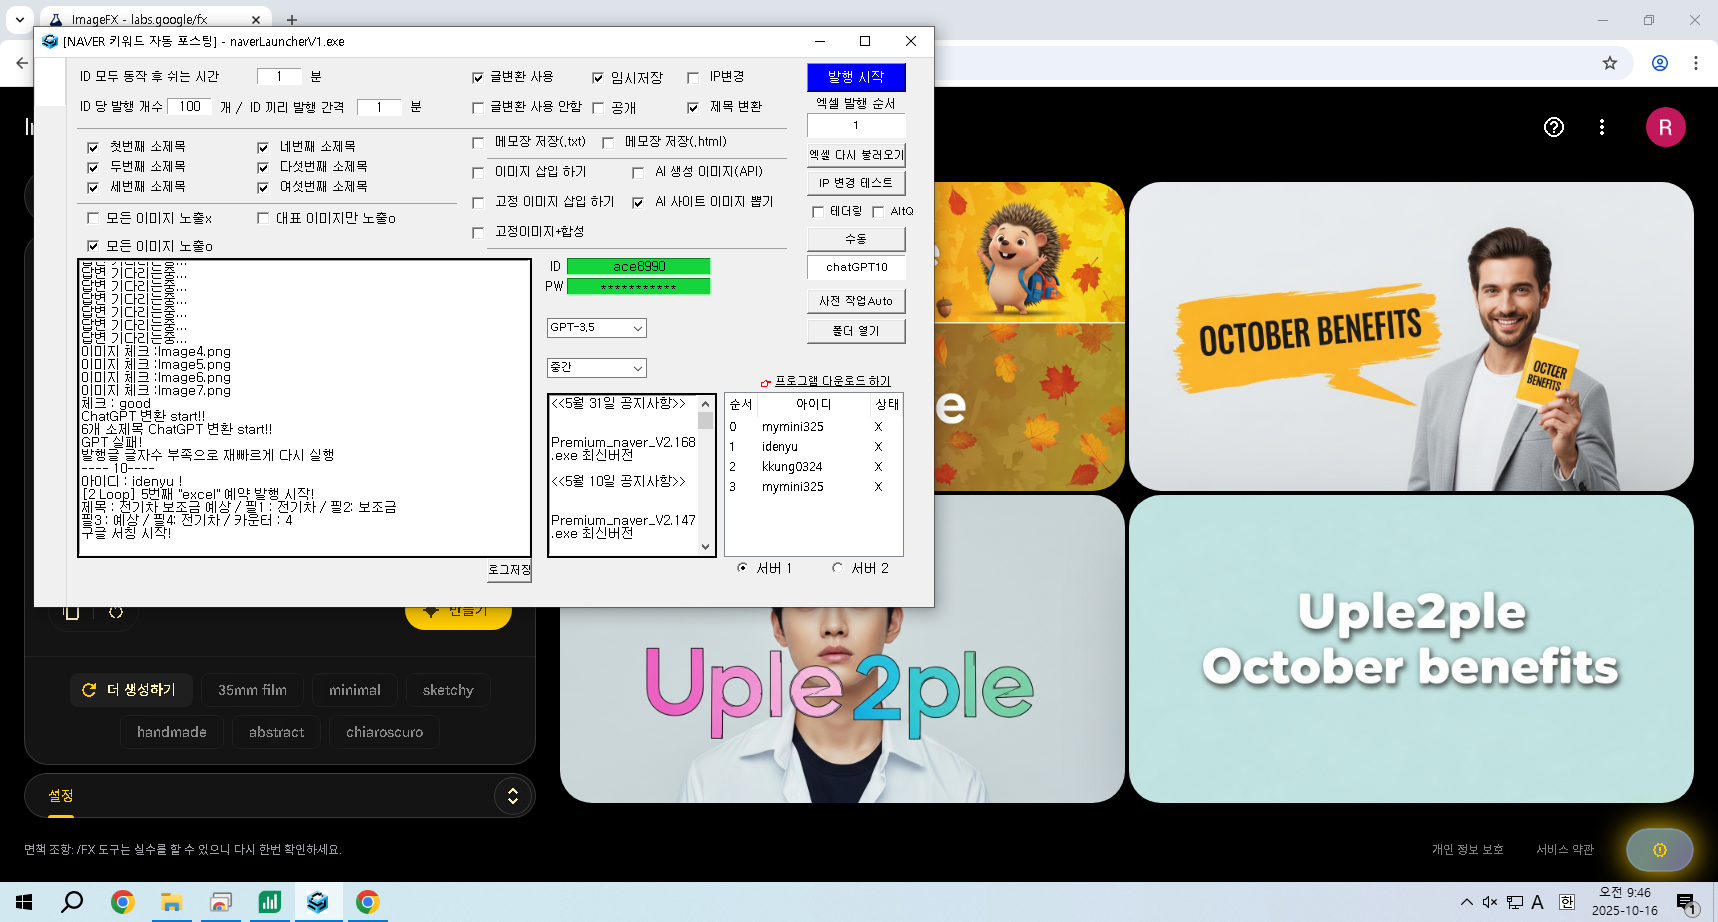 ImageFX - labs.google/fx
[NAVER 키워드 자동 포스팅] - naverLauncherV1.exe
ID 모두 동작 후 쉬는 시간 1 분
ID 당 발행 개수 100 개 / ID 끼리 발행 간격 1 분
글변환 사용 임시저장 IP변경
글변환 사용 안함 공개 제목 변환
발행 시작
엑셀 발행 순서
1
엑셀 다시 불러오기
IP 변경 테스트
테더링 AltQ
수동
chatGPT10
사전 작업Auto
폴더 열기
첫번째 소제목 네번째 소제목
두번째 소제목 다섯번째 소제목
세번째 소제목 여섯번째 소제목
모든 이미지 노출x 대표 이미지만 노출o
모든 이미지 노출o
메모장 저장(.txt) 메모장 저장(.html)
이미지 삽입 하기 AI 생성 이미지(API)
고정 이미지 삽입 하기 AI 사이트 이미지 뽑기
고정이미지+합성
답변 기다리는중...
답변 기다리는중...
답변 기다리는중...
답변 기다리는중...
답변 기다리는중...
답변 기다리는중...
답변 기다리는중...
이미지 체크 :Image4.png
이미지 체크 :Image5.png
이미지 체크 :Image6.png
이미지 체크 :Image7.png
체크 : good
ChatGPT 변환 start!!
6개 소제목 ChatGPT 변환 start!!
GPT 실패!
발행글 글자수 부족으로 재빠르게 다시 실행
---- 10----
아이디 : idenyu !
[2 Loop] 5번째 "excel" 예약 발행 시작!
제목 : 전기차 보조금 예상 / 필1 : 전기차 / 필2: 보조금
필3 : 예상 / 필4: 전기차 / 카운터 : 4
구글 서칭 시작!
로그저장
ID ace8990
PW ***********
GPT-3.5
중간
<<5월 31일 공지사항>>
Premium_naver_V2.168
.exe 최신버전
<<5월 10일 공지사항>>
Premium_naver_V2.147
.exe 최신버전
프로그램 다운로드 하기
순서 아이디 상태
0 mymini325 X
1 idenyu X
2 kkung0324 X
3 mymini325 X
서버 1 서버 2
R
OCTOBER BENEFITS
BENEFITS
e
Uple2ple
Uple2ple
October benefits
만들기
더 생성하기 35mm film minimal sketchy
handmade abstract chiaroscuro
설정
면책 조항: /FX 도구는 실수를 할 수 있으니 다시 한번 확인하세요.
개인 정보 보호 서비스 약관
A 한
오전 9:46
2025-10-16
1